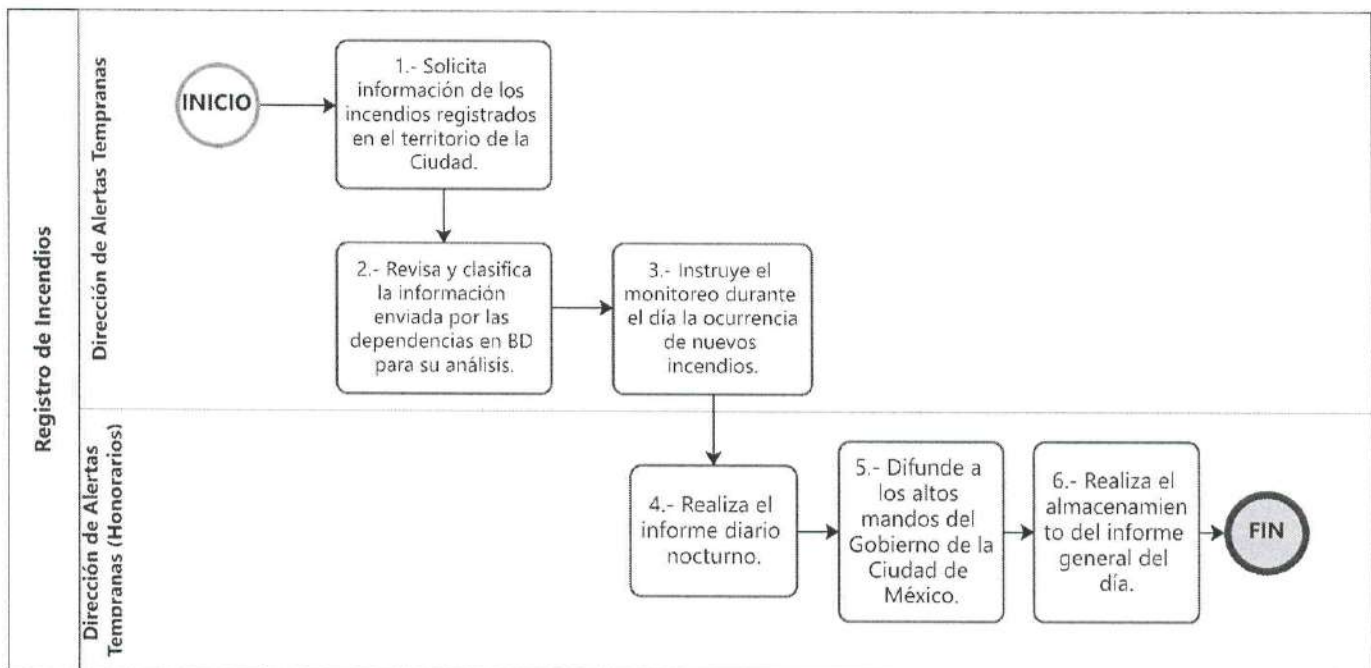 Registro de Incendios
Dirección de Alertas Tempranas
INICIO
1.- Solicita
información de los
incendios registrados
en el territorio de la
Ciudad.
2.- Revisa y clasifica
la información
enviada por las
dependencias en BD
para su análisis.
3.- Instruye el
monitoreo durante
el día la ocurrencia
de nuevos
incendios.
Dirección de Alertas
Tempranas (Honorarios)
4.- Realiza el
informe diario
nocturno.
5.- Difunde a
los altos
mandos del
Gobierno de la
Ciudad de
México.
6.- Realiza el
almacenamien
to del informe
general del
día.
FIN